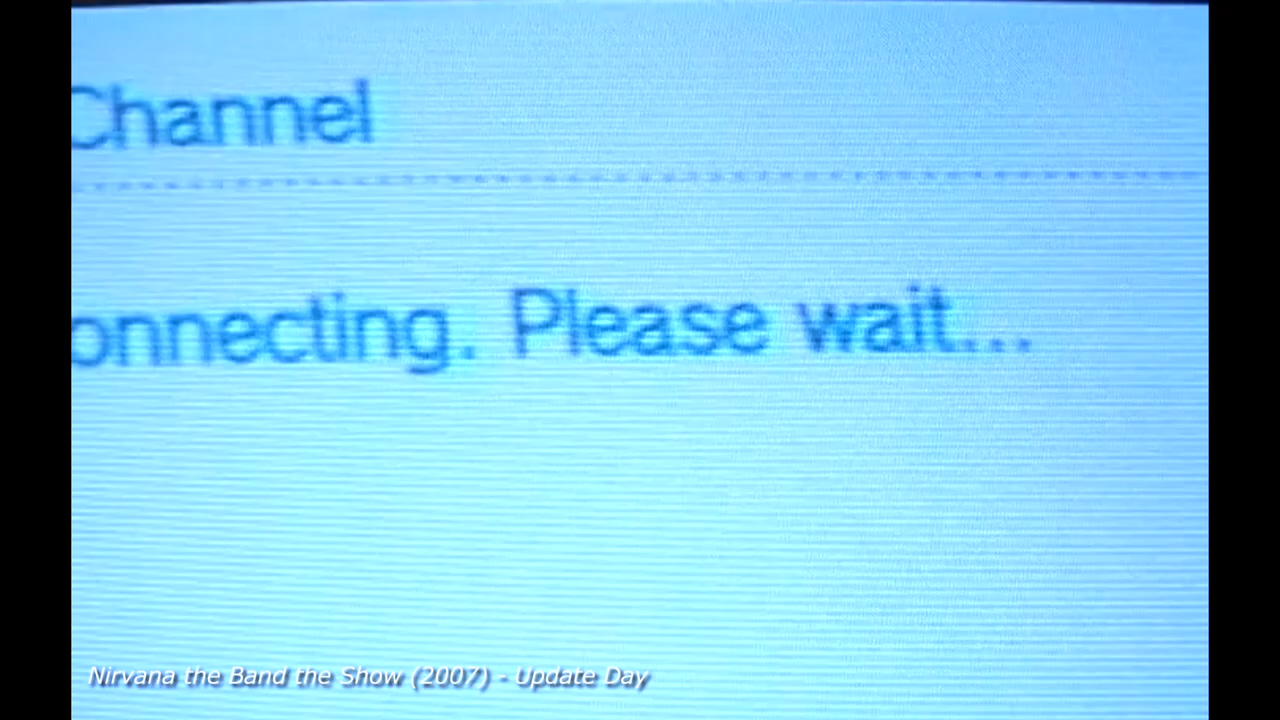 Channel
onnecting. Please wait...
Nirvana the Band the Show (2007) - Update Day